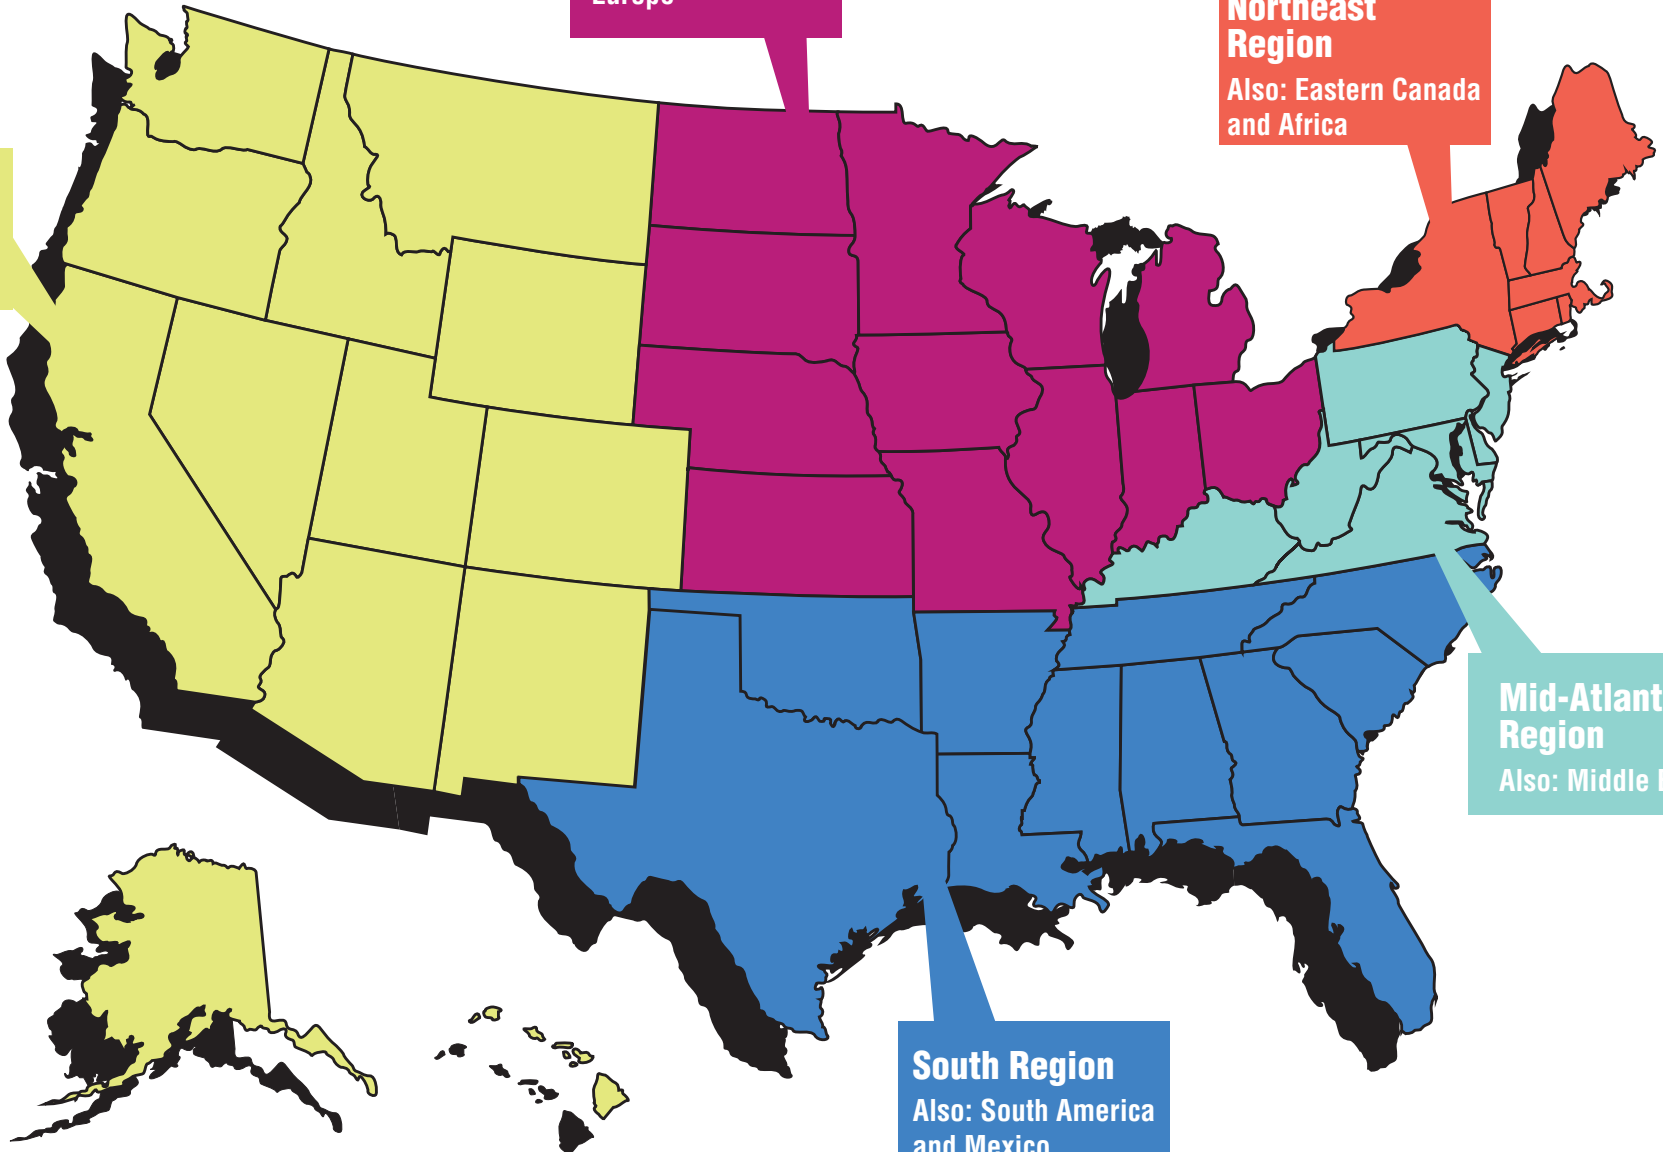 Europe
Northeast
Region
Also: Eastern Canada
and Africa
Mid-Atlant
Region
Also: Middle
South Region
Also: South America
and Mexico